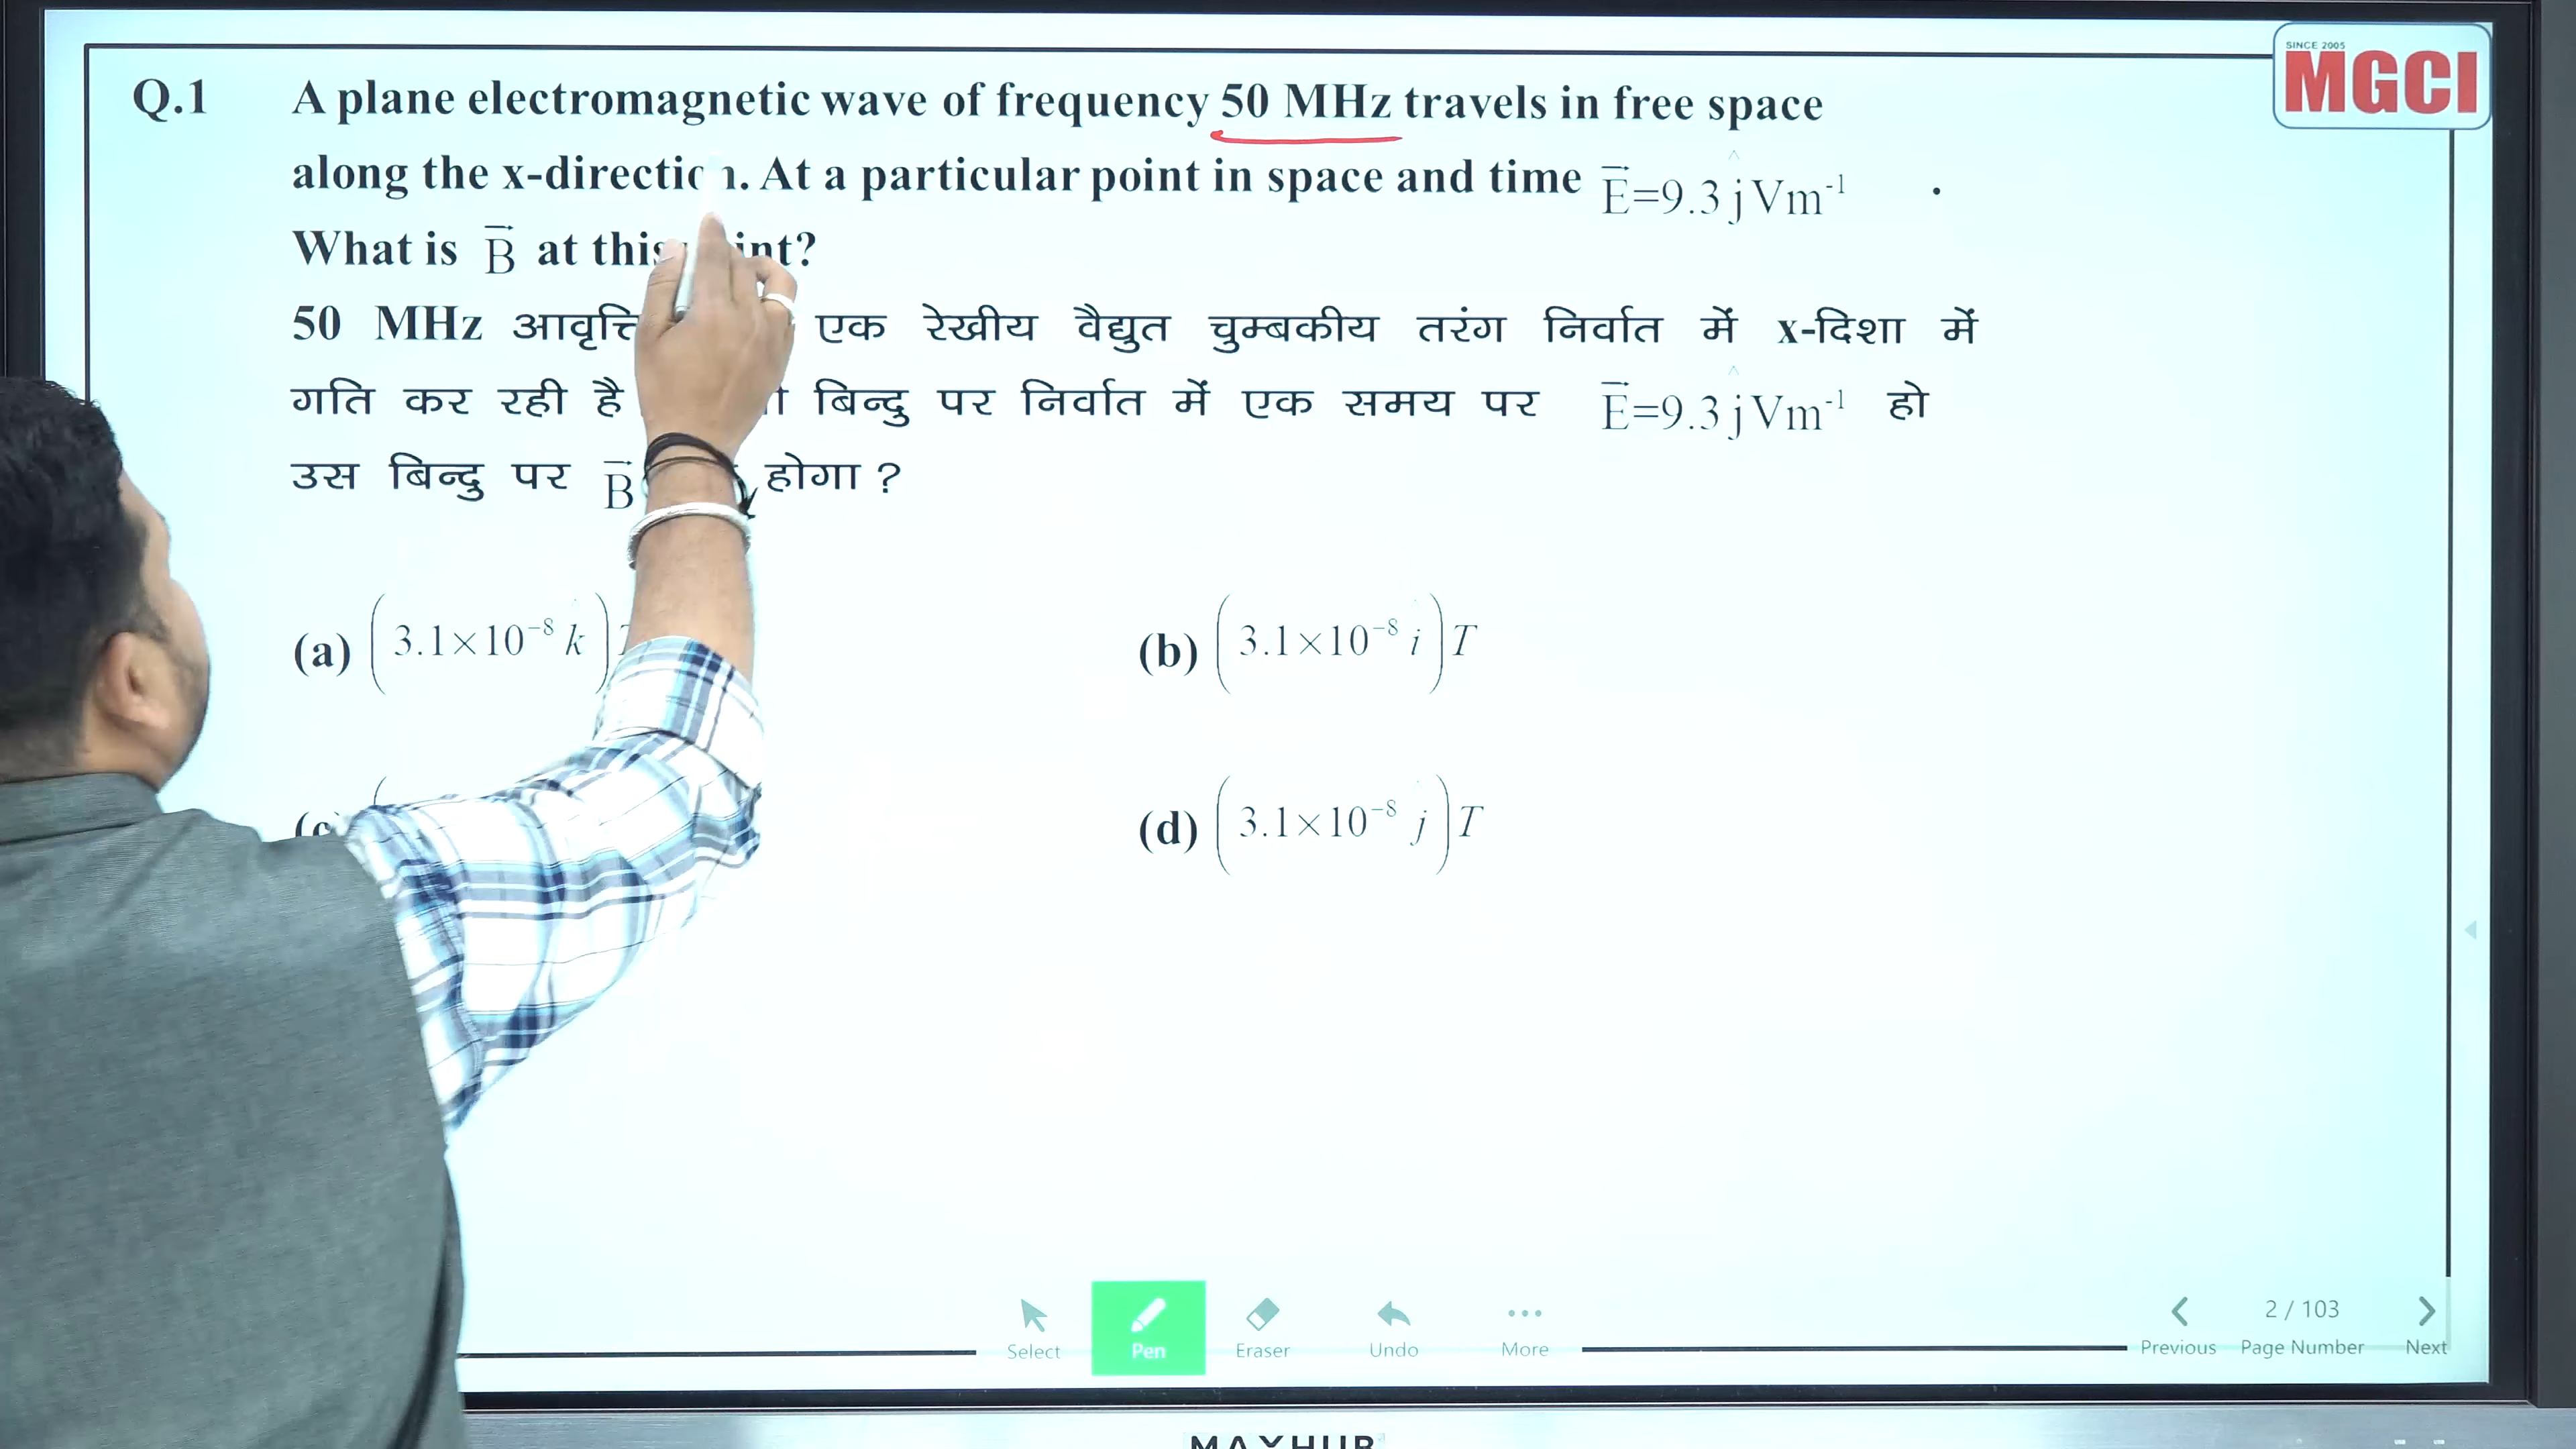 SINCE 2005
MGCI
Q.1 A plane electromagnetic wave of frequency 50 MHz travels in free space
along the x-direction. At a particular point in space and time E⃗=9.3 ĵ Vm⁻¹ .
What is B⃗ at this point?
50 MHz आवृत्ति एक रेखीय वैद्युत चुम्बकीय तरंग निर्वात में x-दिशा में
गति कर रही है बिन्दु पर निर्वात में एक समय पर E⃗=9.3 ĵ Vm⁻¹ हो
उस बिन्दु पर B⃗ होगा ?
(a) (3.1×10⁻⁸ k̂) (b) (3.1×10⁻⁸ î)T
(d) (3.1×10⁻⁸ ĵ)T
Select Pen Eraser Undo More
2 / 103
Previous Page Number Next
MAXHUB